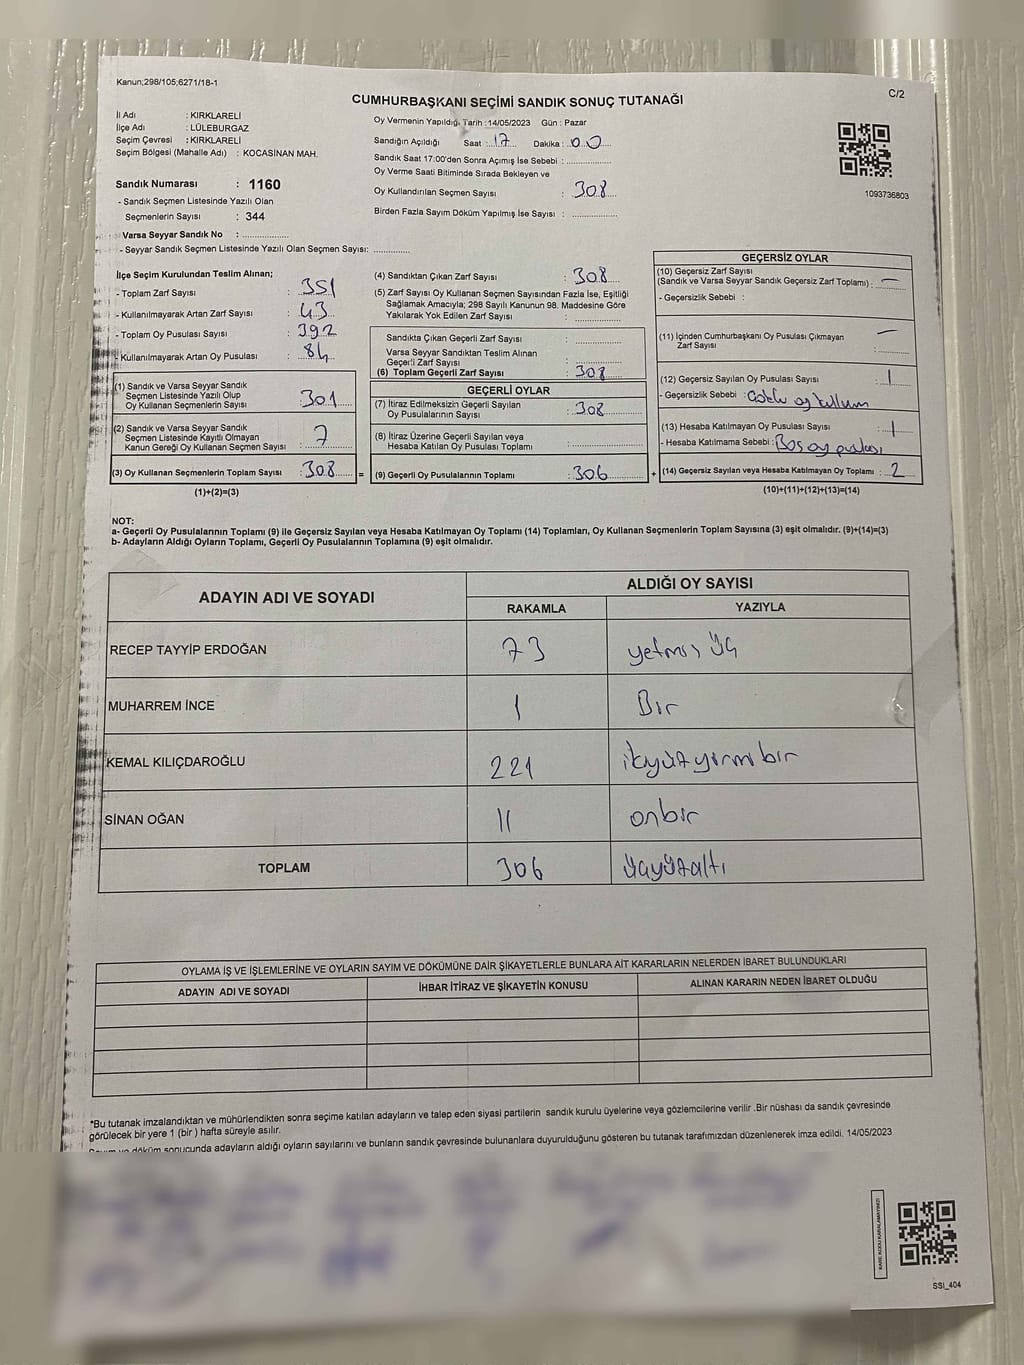 Kanun;298/105;6271/18-1
CUMHURBAŞKANI SEÇİMİ SANDIK SONUÇ TUTANAĞI
C/2
İl Adı : KIRKLARELİ
İlçe Adı : LÜLEBURGAZ
Seçim Çevresi : KIRKLARELİ
Seçim Bölgesi (Mahalle Adı) : KOCASİNAN MAH.
Sandık Numarası : 1160
- Sandık Seçmen Listesinde Yazılı Olan
Seçmenlerin Sayısı : 344
Varsa Seyyar Sandık No : ...............
- Seyyar Sandık Seçmen Listesinde Yazılı Olan Seçmen Sayısı: ............
Oy Vermenin Yapıldığı Tarih :14/05/2023 Gün : Pazar
Sandığın Açıldığı Saat : 17 Dakika : 00
Sandık Saat 17:00'den Sonra Açımış İse Sebebi : ...............
Oy Verme Saati Bitiminde Sırada Bekleyen ve
Oy Kullandırılan Seçmen Sayısı : 308
Birden Fazla Sayım Döküm Yapılmış İse Sayısı : ...............
1093736803
İlçe Seçim Kurulundan Teslim Alınan;
- Toplam Zarf Sayısı : 351
- Kullanılmayarak Artan Zarf Sayısı : 43
- Toplam Oy Pusulası Sayısı : 392
- Kullanılmayarak Artan Oy Pusulası : 84
(1) Sandık ve Varsa Seyyar Sandık
Seçmen Listesinde Yazılı Olup
Oy Kullanan Seçmenlerin Sayısı : 301
(2) Sandık ve Varsa Seyyar Sandık
Seçmen Listesinde Kayıtlı Olmayan
Kanun Gereği Oy Kullanan Seçmen Sayısı : 7
(3) Oy Kullanan Seçmenlerin Toplam Sayısı : 308 =
(1)+(2)=(3)
(4) Sandıktan Çıkan Zarf Sayısı : 308
(5) Zarf Sayısı Oy Kullanan Seçmen Sayısından Fazla İse, Eşitliği
Sağlamak Amacıyla; 298 Sayılı Kanunun 98. Maddesine Göre
Yakılarak Yok Edilen Zarf Sayısı : ...............
Sandıkta Çıkan Geçerli Zarf Sayısı : ...............
Varsa Seyyar Sandıktan Teslim Alınan
Geçerli Zarf Sayısı : ...............
(6) Toplam Geçerli Zarf Sayısı : 308
GEÇERLİ OYLAR
(7) İtiraz Edilmeksizin Geçerli Sayılan
Oy Pusulalarının Sayısı : 308
(8) İtiraz Üzerine Geçerli Sayılan veya
Hesaba Katılan Oy Pusulası Toplamı : ...............
(9) Geçerli Oy Pusulalarının Toplamı : 306 +
GEÇERSİZ OYLAR
(10) Geçersiz Zarf Sayısı
(Sandık ve Varsa Seyyar Sandık Geçersiz Zarf Toplamı) : —
- Geçersizlik Sebebi :
(11) İçinden Cumhurbaşkanı Oy Pusulası Çıkmayan
Zarf Sayısı : —
(12) Geçersiz Sayılan Oy Pusulası Sayısı : 1
- Geçersizlik Sebebi : oy
(13) Hesaba Katılmayan Oy Pusulası Sayısı : 1
- Hesaba Katılmama Sebebi : Boş oy pusulası
(14) Geçersiz Sayılan veya Hesaba Katılmayan Oy Toplamı : 2
(10)+(11)+(12)+(13)=(14)
NOT:
a- Geçerli Oy Pusulalarının Toplamı (9) ile Geçersiz Sayılan veya Hesaba Katılmayan Oy Toplamı (14) Toplamları, Oy Kullanan Seçmenlerin Toplam Sayısına (3) eşit olmalıdır. (9)+(14)=(3)
b- Adayların Aldığı Oyların Toplamı, Geçerli Oy Pusulalarının Toplamına (9) eşit olmalıdır.
ADAYIN ADI VE SOYADI
ALDIĞI OY SAYISI
RAKAMLA YAZIYLA
RECEP TAYYİP ERDOĞAN 73 yetmiş üç
MUHARREM İNCE 1 Bir
KEMAL KILIÇDAROĞLU 221 ikiyüzyirmibir
SİNAN OĞAN 11 onbir
TOPLAM 306 üçyüzaltı
OYLAMA İŞ VE İŞLEMLERİNE VE OYLARIN SAYIM VE DÖKÜMÜNE DAİR ŞİKAYETLERLE BUNLARA AİT KARARLARIN NELERDEN İBARET BULUNDUKLARI
ADAYIN ADI VE SOYADI İHBAR İTİRAZ VE ŞİKAYETİN KONUSU ALINAN KARARIN NEDEN İBARET OLDUĞU
*Bu tutanak imzalandıktan ve mühürlendikten sonra seçime katılan adayların ve talep eden siyasi partilerin sandık kurulu üyelerine veya gözlemcilerine verilir .Bir nüshası da sandık çevresinde
görülecek bir yere 1 (bir ) hafta süreyle asılır.
ve döküm sonucunda adayların aldığı oyların sayılarını ve bunların sandık çevresinde bulunanlara duyurulduğunu gösteren bu tutanak tarafımızdan düzenlenerek imza edildi. 14/05/2023
KARE KODU KARALAMAYINIZ!
SSI_404